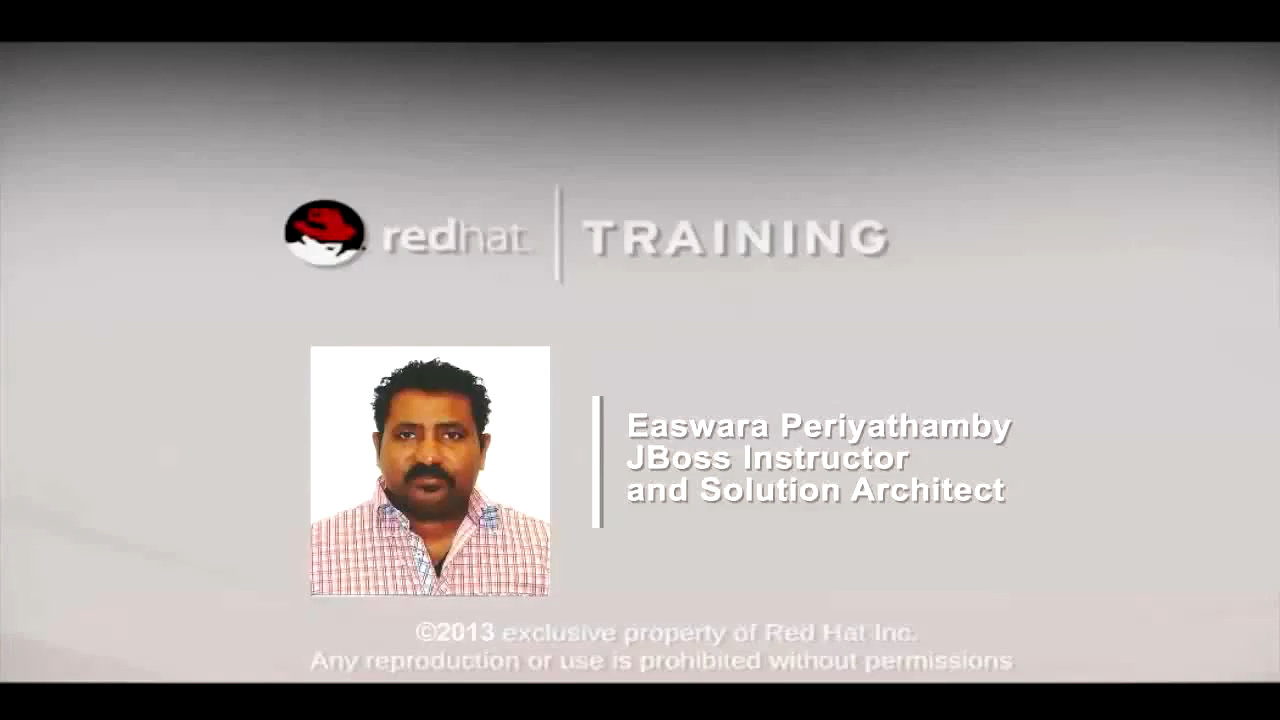 redhat. TRAINING
Easwara Periyathamby
JBoss Instructor
and Solution Architect
©2013 exclusive property of Red Hat Inc.
Any reproduction or use is prohibited without permissions